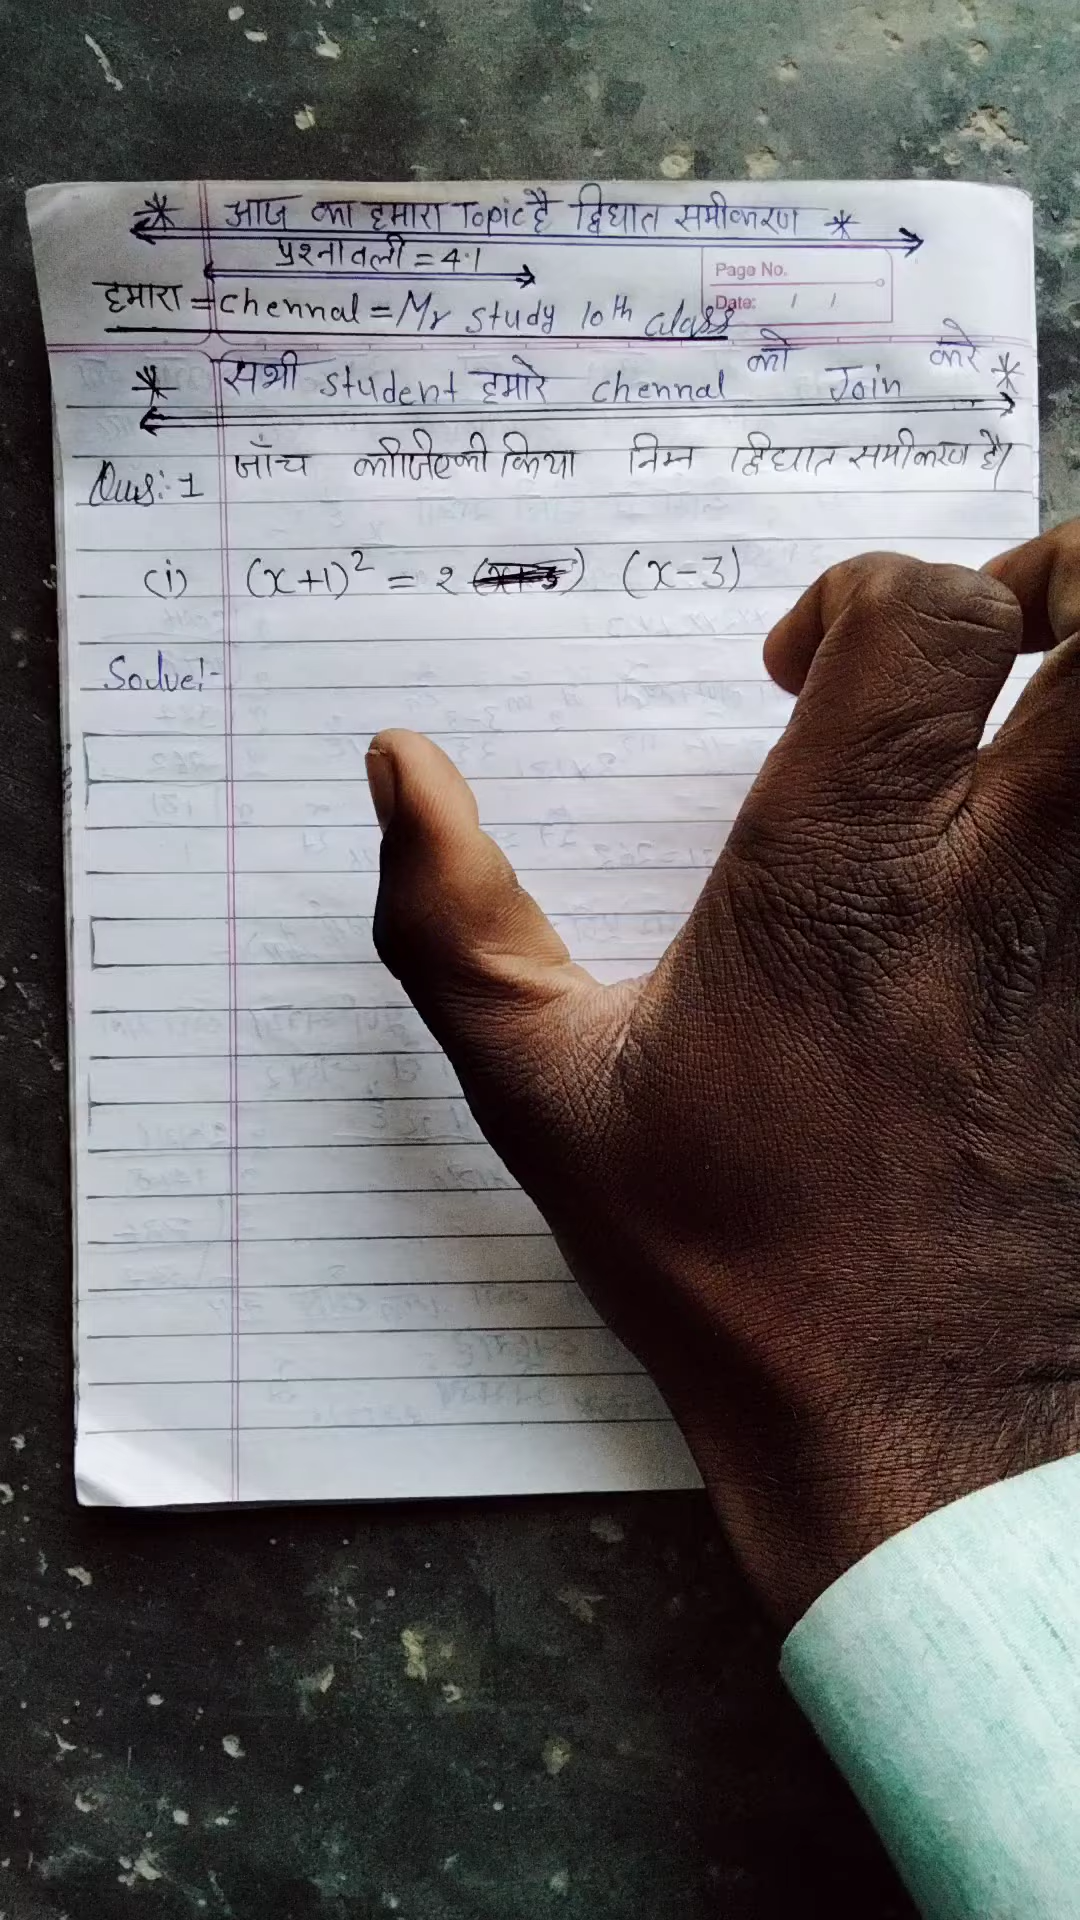 आज का हमारा Topic है द्विघात समीकरण
प्रश्नावली = 4.1
Page No.
Date: / /
हमारा = chennal = Mr study 10th class
सभी student हमारे chennal को Join करे
Qus:-1 जाँच कीजिएकी किया निम्न द्विघात समीकरण है।
(i) (x+1)² = 2 (x-3)
Solve:-